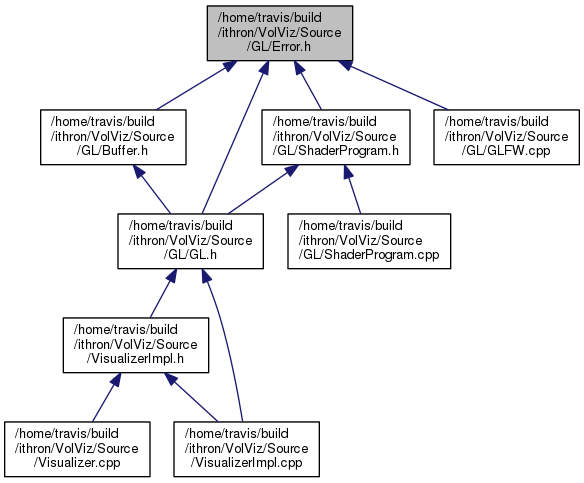 /home/travis/build
/ithron/VolViz/Source
/GL/Error.h
/home/travis/build
/ithron/VolViz/Source
/GL/Buffer.h
/home/travis/build
/ithron/VolViz/Source
/GL/ShaderProgram.h
/home/travis/build
/ithron/VolViz/Source
/GL/GLFW.cpp
/home/travis/build
/ithron/VolViz/Source
/GL/GL.h
/home/travis/build
/ithron/VolViz/Source
/GL/ShaderProgram.cpp
/home/travis/build
/ithron/VolViz/Source
/VisualizerImpl.h
/home/travis/build
/ithron/VolViz/Source
/Visualizer.cpp
/home/travis/build
/ithron/VolViz/Source
/VisualizerImpl.cpp